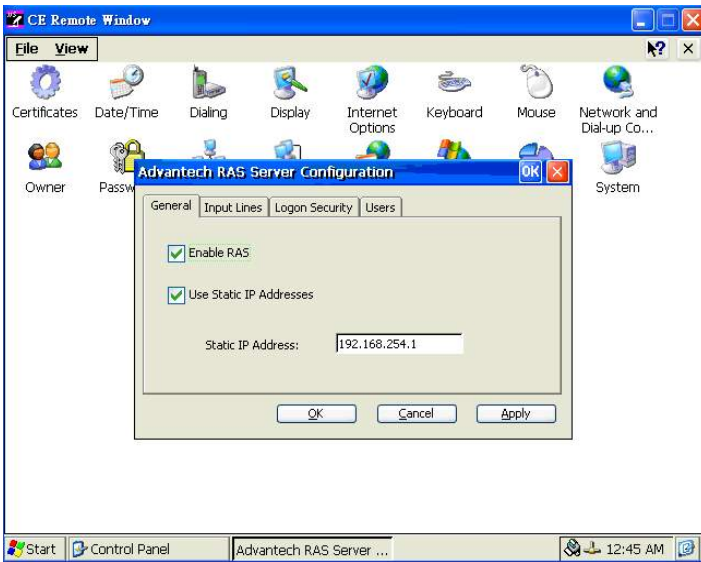 CE Remote Window
File View
Certificates Date/Time Dialing Display Internet Options Keyboard Mouse Network and Dial-up Co...
Owner Passw System
Advantech RAS Server Configuration OK
General Input Lines Logon Security Users
Enable RAS
Use Static IP Addresses
Static IP Address: 192.168.254.1
OK Cancel Apply
Start Control Panel Advantech RAS Server ... 12:45 AM